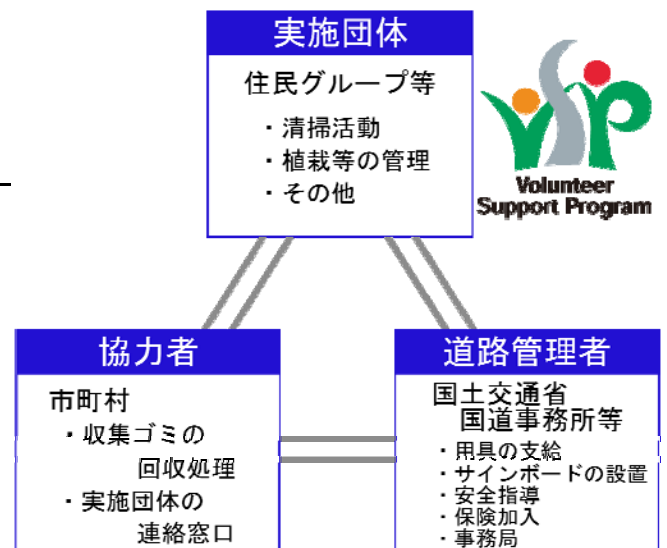 実施団体
住民グループ等
・清掃活動
・植栽等の管理
・その他
VSP
Volunteer
Support Program
協力者
市町村
・収集ゴミの
回収処理
・実施団体の
連絡窓口
道路管理者
国土交通省
国道事務所等
・用具の支給
・サインボードの設置
・安全指導
・保険加入
・事務局